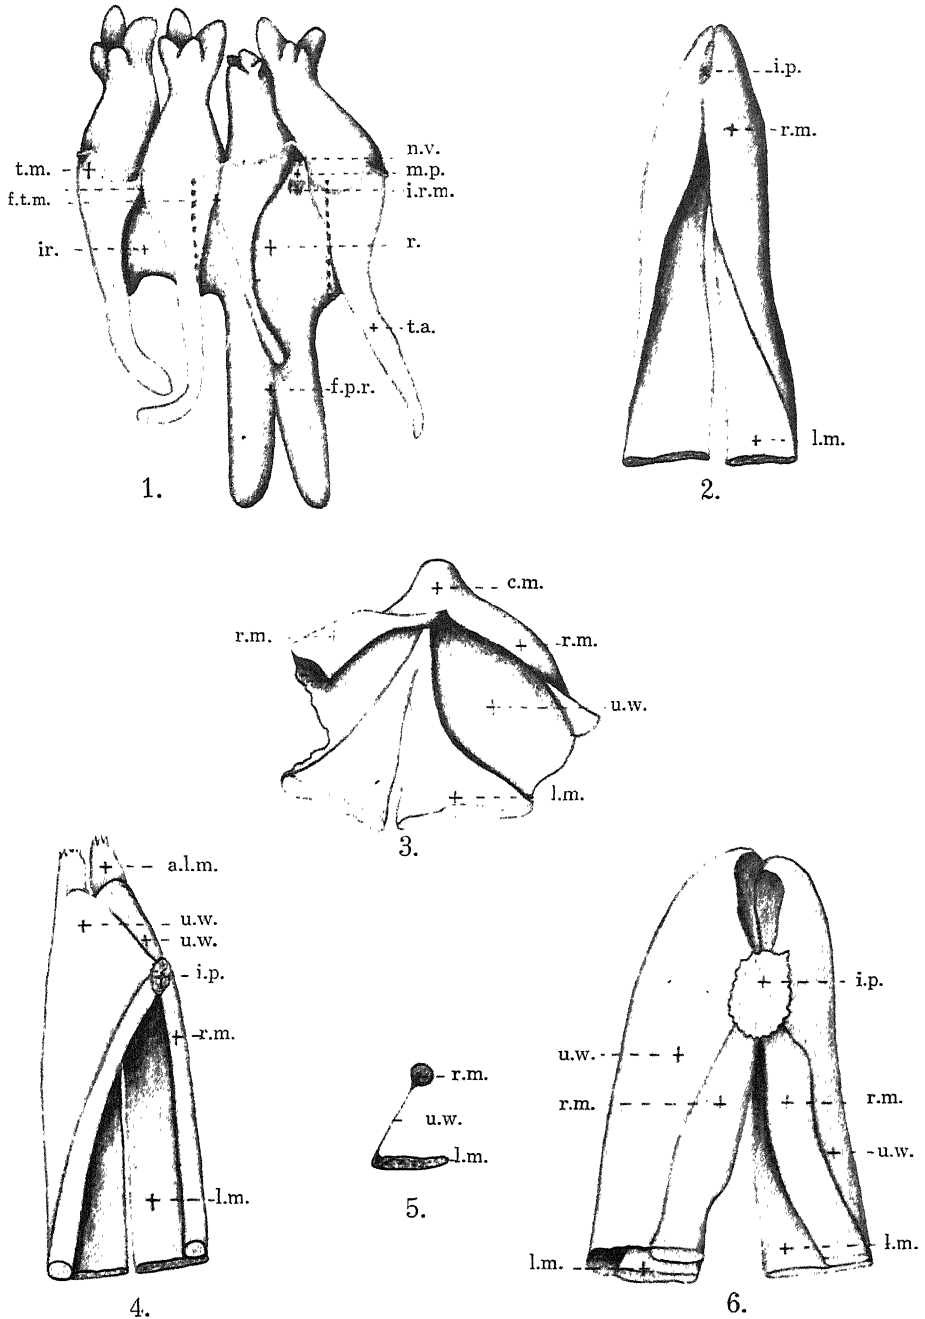 t.m.
f.t.m.
ir.
n.v.
m.p.
i.r.m.
r.
t.a.
f.p.r.
1.
i.p.
r.m.
l.m.
2.
c.m.
r.m.
r.m.
u.w.
l.m.
3.
a.l.m.
u.w.
u.w.
i.p.
r.m.
l.m.
4.
r.m.
u.w.
l.m.
5.
i.p.
u.w.
r.m.
r.m.
u.w.
l.m.
l.m.
6.